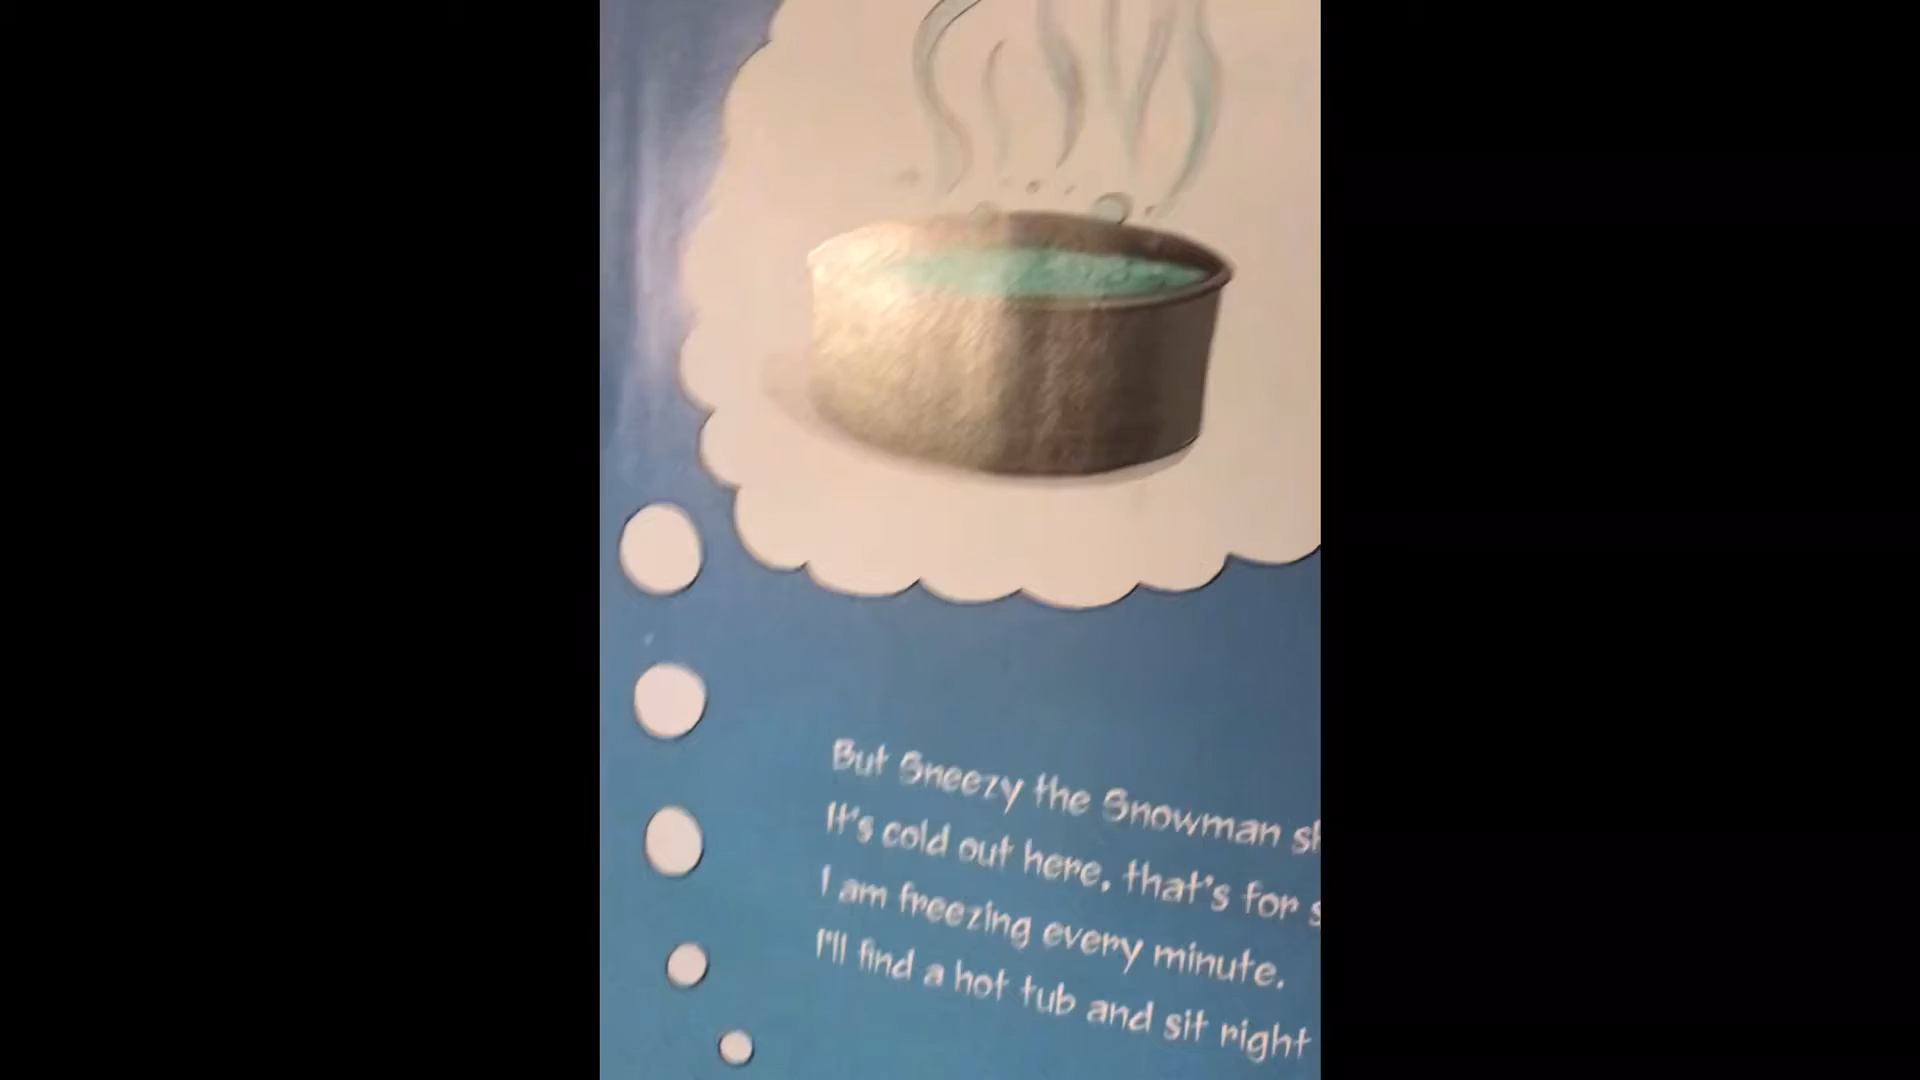 But Sneezy the Snowman
It's cold out here, that's for
I am freezing every minute.
I'll find a hot tub and sit right